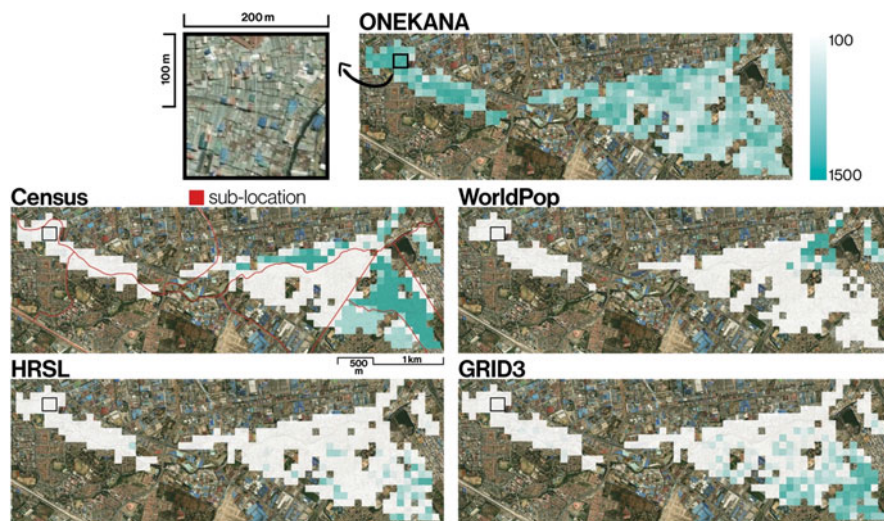 200 m
100 m
ONEKANA
100
1500
Census
sub-location
WorldPop
500 m
1km
HRSL
GRID3